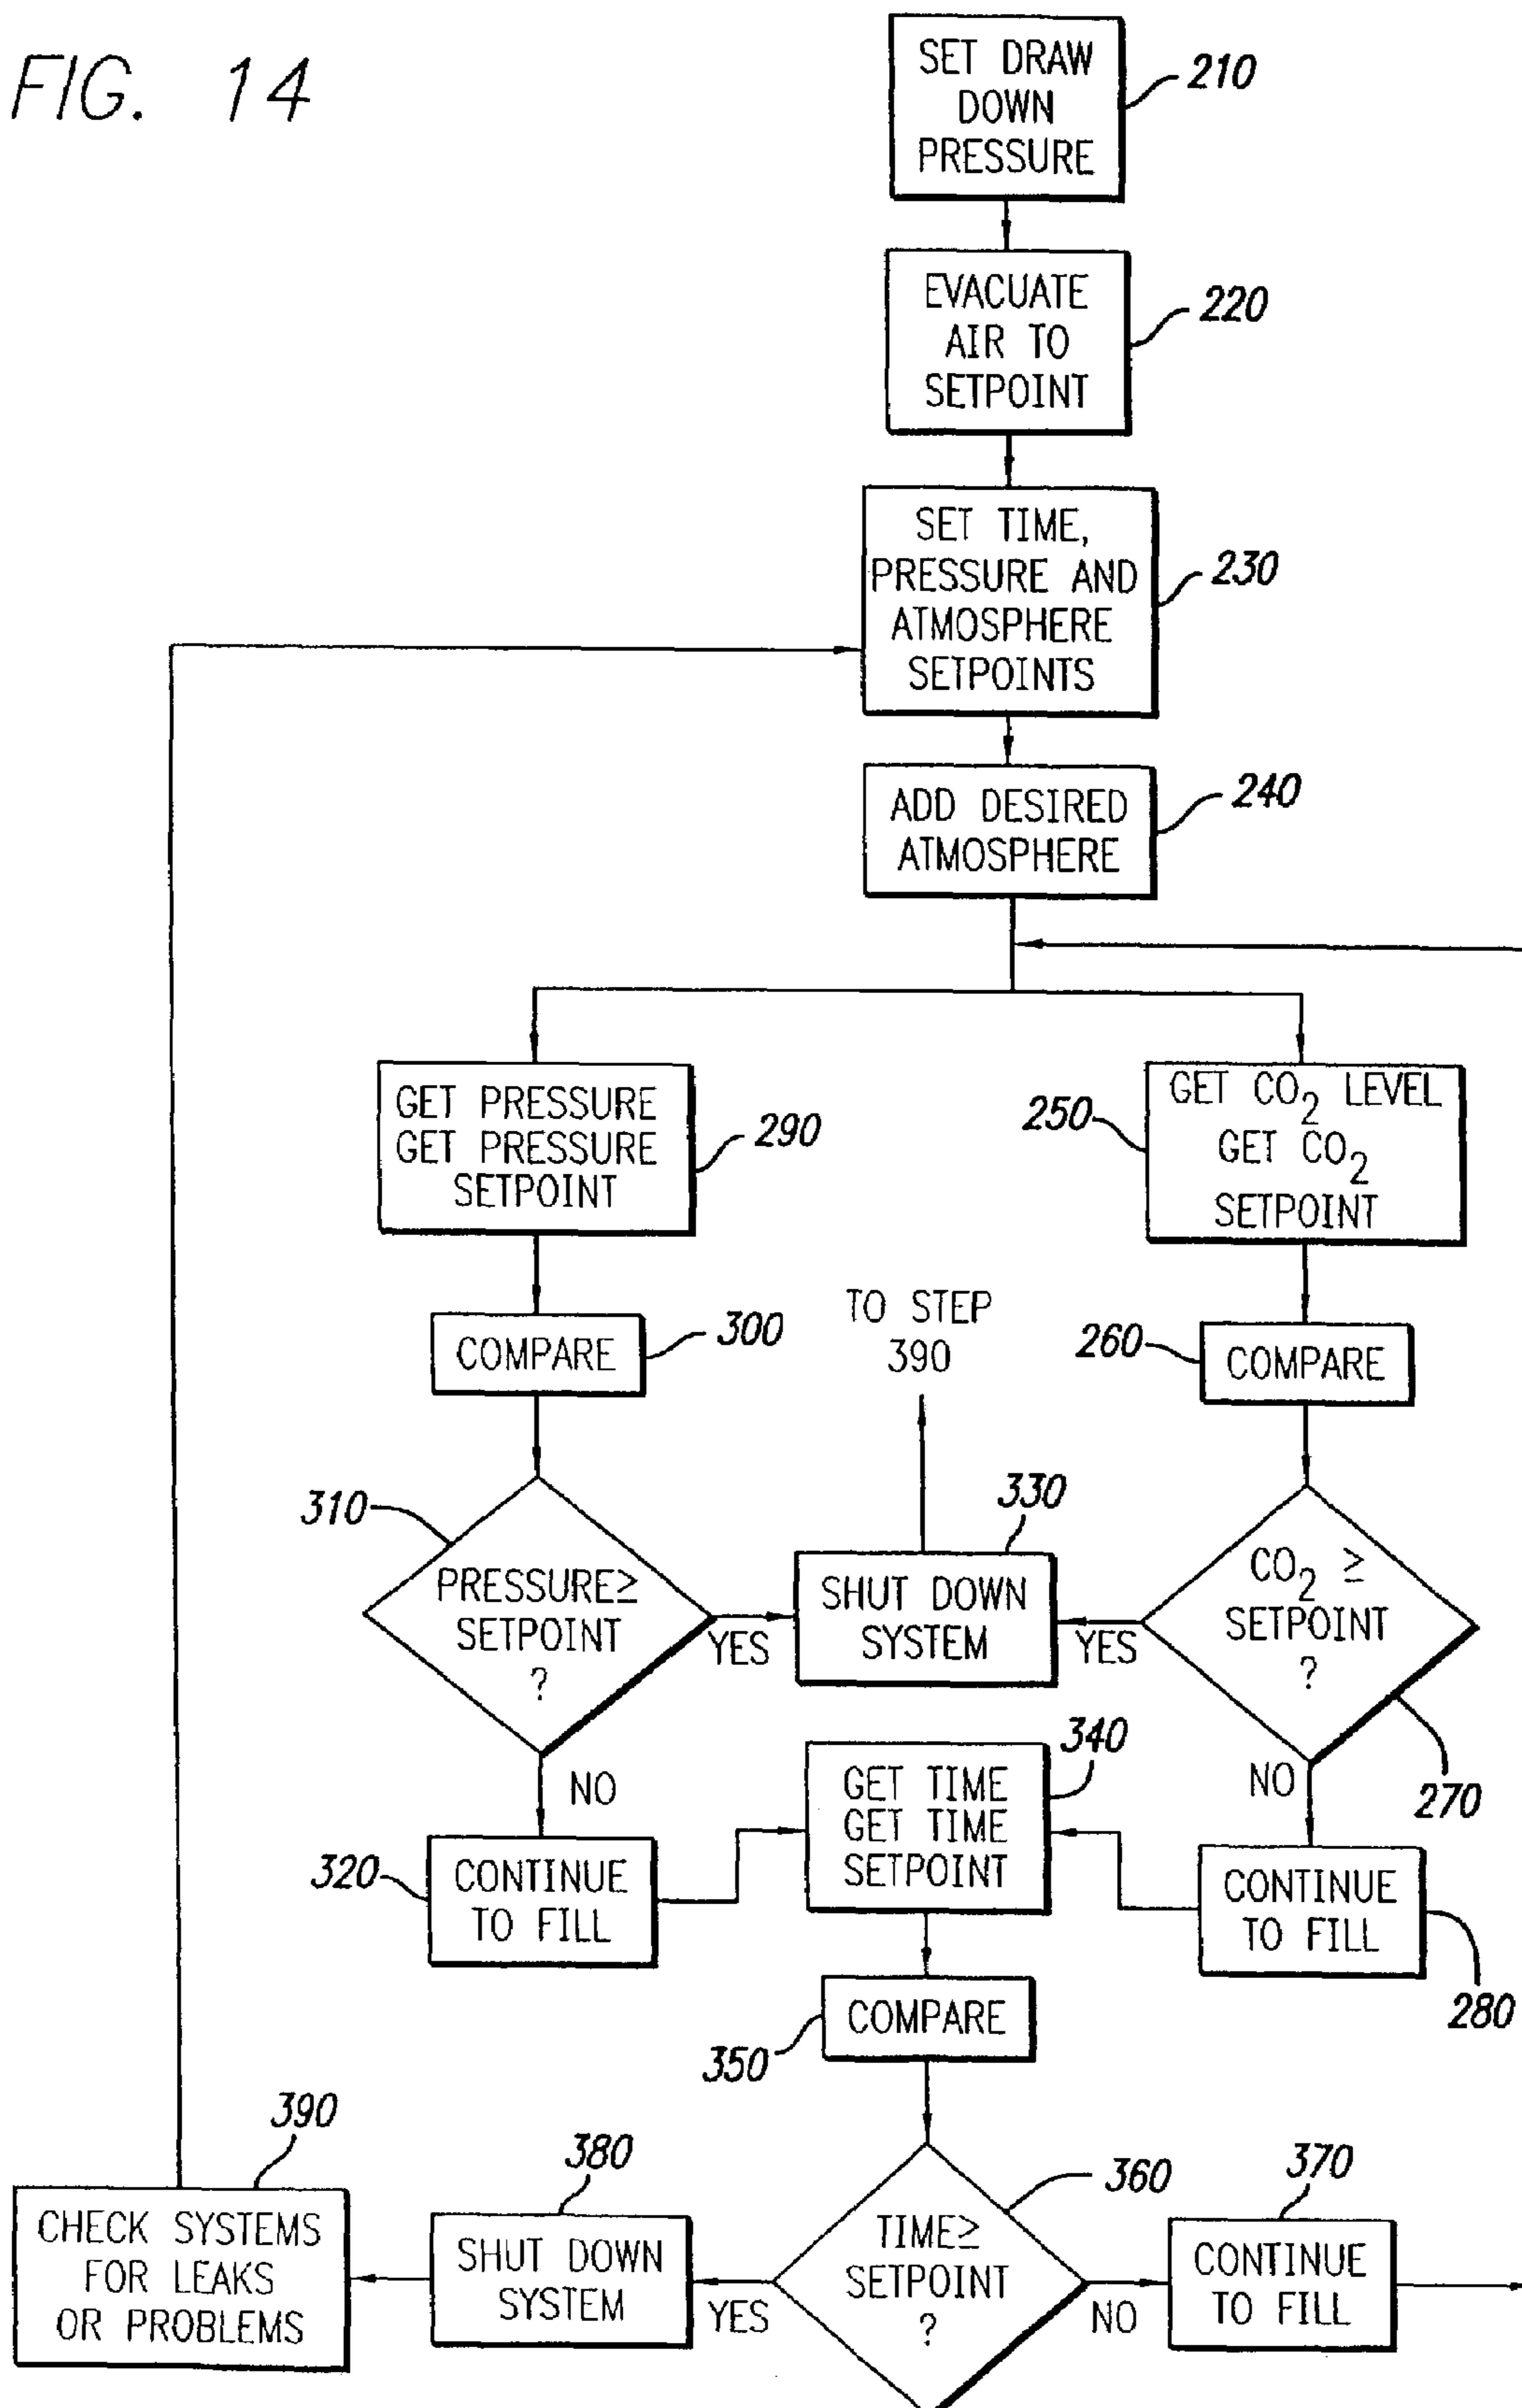 FIG. 14
SET DRAW
DOWN
PRESSURE
210
EVACUATE
AIR TO
SETPOINT
220
SET TIME,
PRESSURE AND
ATMOSPHERE
SETPOINTS
230
ADD DESIRED
ATMOSPHERE
240
GET PRESSURE
GET PRESSURE
SETPOINT
290
250
GET CO₂ LEVEL
GET CO₂
SETPOINT
COMPARE
300
TO STEP
390
260
COMPARE
310
PRESSURE≥
SETPOINT
?
YES
330
SHUT DOWN
SYSTEM
YES
CO₂ ≥
SETPOINT
?
270
NO
340
GET TIME
GET TIME
SETPOINT
NO
320
CONTINUE
TO FILL
CONTINUE
TO FILL
280
350
COMPARE
390
CHECK SYSTEMS
FOR LEAKS
OR PROBLEMS
380
SHUT DOWN
SYSTEM
YES
360
TIME≥
SETPOINT
?
NO
370
CONTINUE
TO FILL